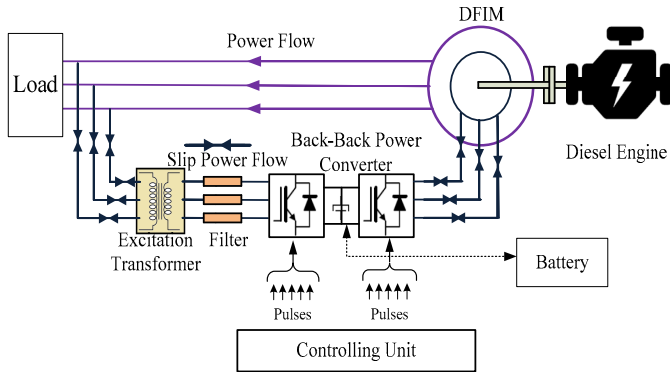 DFIM
Power Flow
Load
Diesel Engine
Slip Power Flow
Back-Back Power
Converter
Excitation
Transformer
Filter
Battery
Pulses
Pulses
Controlling Unit